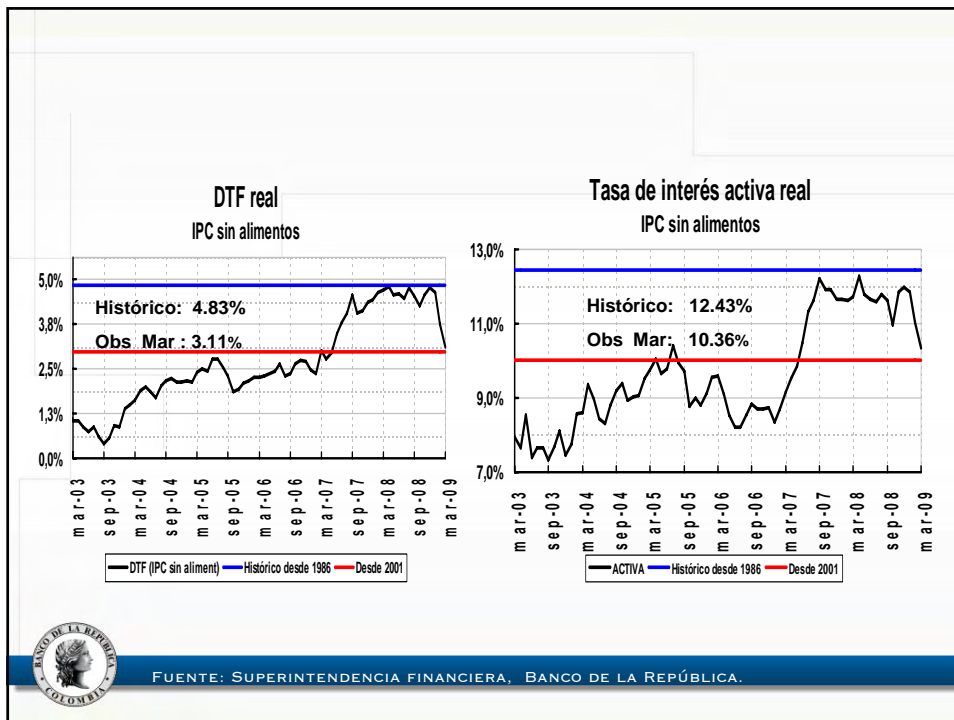 DTF real
IPC sin alimentos
5,0%
3,8%
2,5%
1,3%
0,0%
Histórico: 4.83%
Obs Mar : 3.11%
mar-03
sep-03
mar-04
sep-04
mar-05
sep-05
mar-06
sep-06
mar-07
sep-07
mar-08
sep-08
mar-09
DTF (IPC sin aliment) Histórico desde 1986 Desde 2001
Tasa de interés activa real
IPC sin alimentos
13,0%
11,0%
9,0%
7,0%
Histórico: 12.43%
Obs Mar: 10.36%
mar-03
sep-03
mar-04
sep-04
mar-05
sep-05
mar-06
sep-06
mar-07
sep-07
mar-08
sep-08
mar-09
ACTIVA Histórico desde 1986 Desde 2001
BANCO DE LA REPÚBLICA
COLOMBIA
FUENTE: SUPERINTENDENCIA FINANCIERA, BANCO DE LA REPÚBLICA.